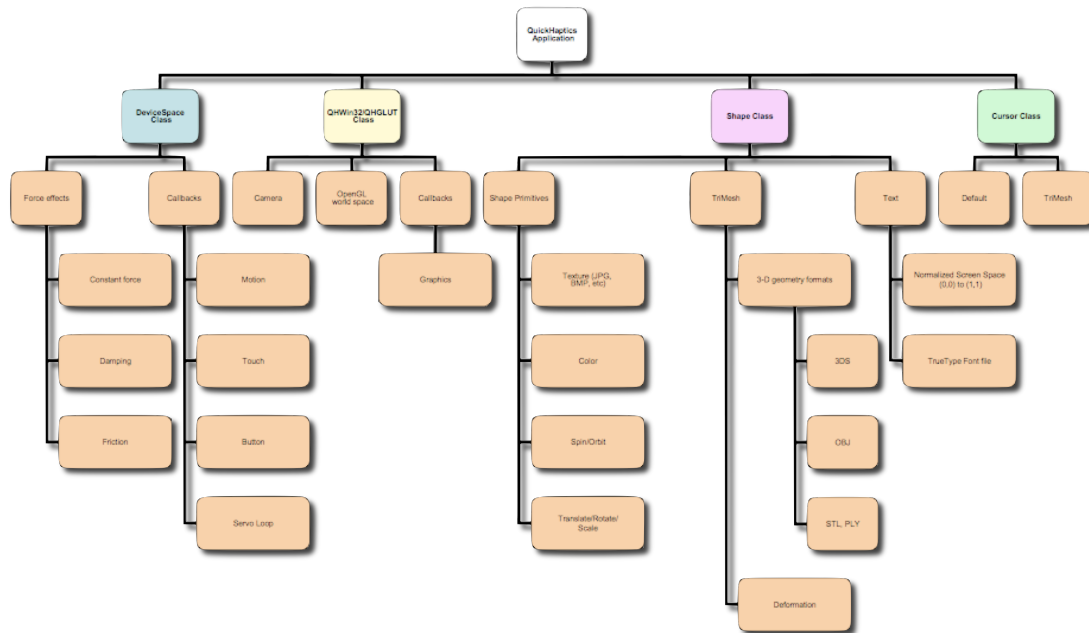 QuickHaptics
Application
DeviceSpace
Class
QHWin32/QHGLUT
Class
Shape Class
Cursor Class
Force effects
Callbacks
Camera
OpenGL
world space
Callbacks
Shape Primitives
TriMesh
Text
Default
TriMesh
Constant force
Motion
Graphics
Texture (JPG,
BMP, etc)
3-D geometry formats
Normalized Screen Space
(0,0) to (1,1)
Damping
Touch
Color
3DS
TrueType Font file
Friction
Button
Spin/Orbit
OBJ
Servo Loop
Translate/Rotate/
Scale
STL, PLY
Deformation